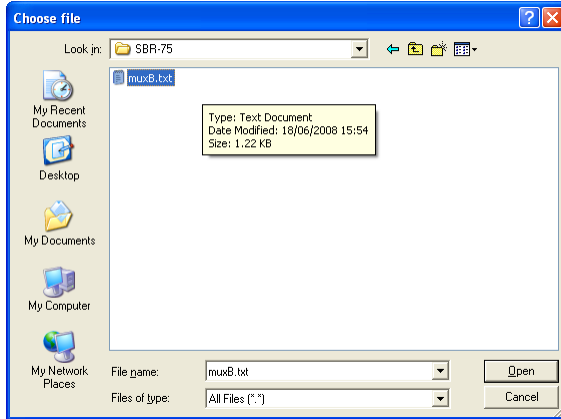 Choose file
Look in: SBR-75
muxB.txt
Type: Text Document
Date Modified: 18/06/2008 15:54
Size: 1.22 KB
My Recent
Documents
Desktop
My Documents
My Computer
My Network
Places
File name: muxB.txt Open
Files of type: All Files (*.*) Cancel